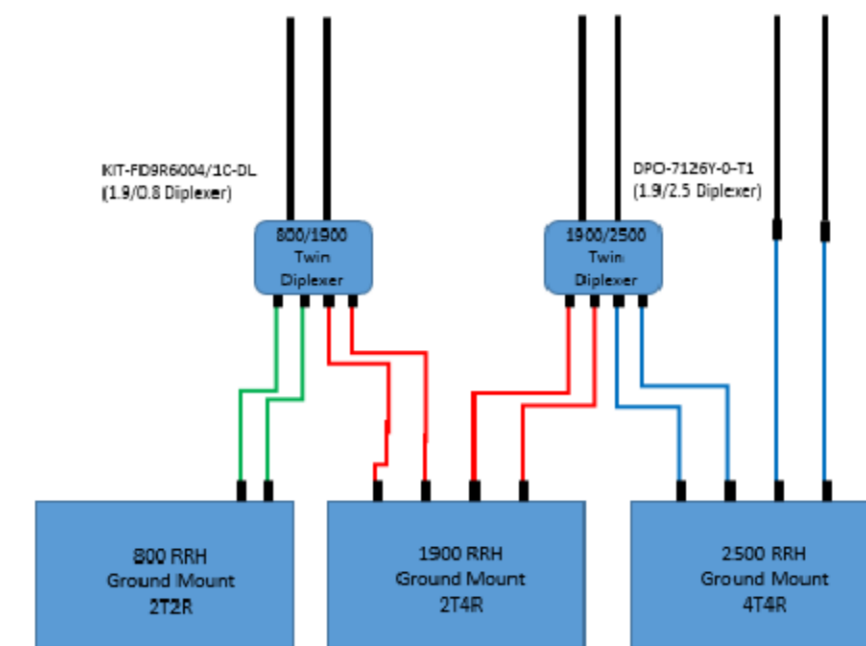 KIT-FD9R6004/1C-DL
(1.9/0.8 Diplexer)
DPO-7126Y-0-T1
(1.9/2.5 Diplexer)
800/1900
Twin
Diplexer
1900/2500
Twin
Diplexer
800 RRH
Ground Mount
2T2R
1900 RRH
Ground Mount
2T4R
2500 RRH
Ground Mount
4T4R